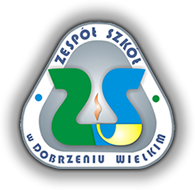 ZESPÓŁ SZKÓŁ
ZS
w DOBRZENIU WIELKIM